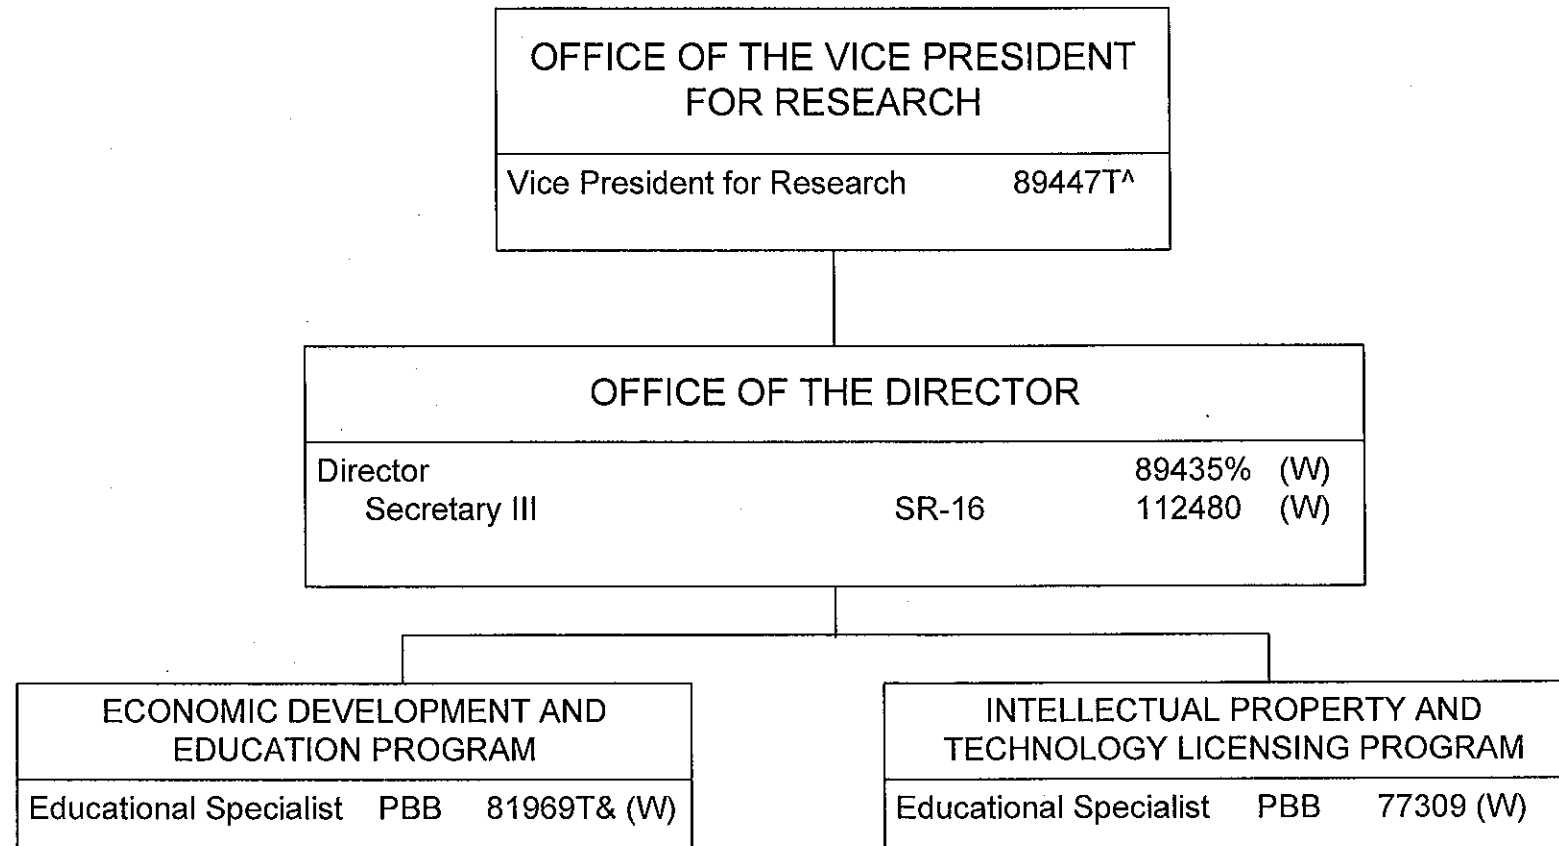 OFFICE OF THE VICE PRESIDENT
FOR RESEARCH
Vice President for Research 89447T^
OFFICE OF THE DIRECTOR
Director 89435% (W)
Secretary III SR-16 112480 (W)
ECONOMIC DEVELOPMENT AND
EDUCATION PROGRAM
Educational Specialist PBB 81969T& (W)
INTELLECTUAL PROPERTY AND
TECHNOLOGY LICENSING PROGRAM
Educational Specialist PBB 77309 (W)